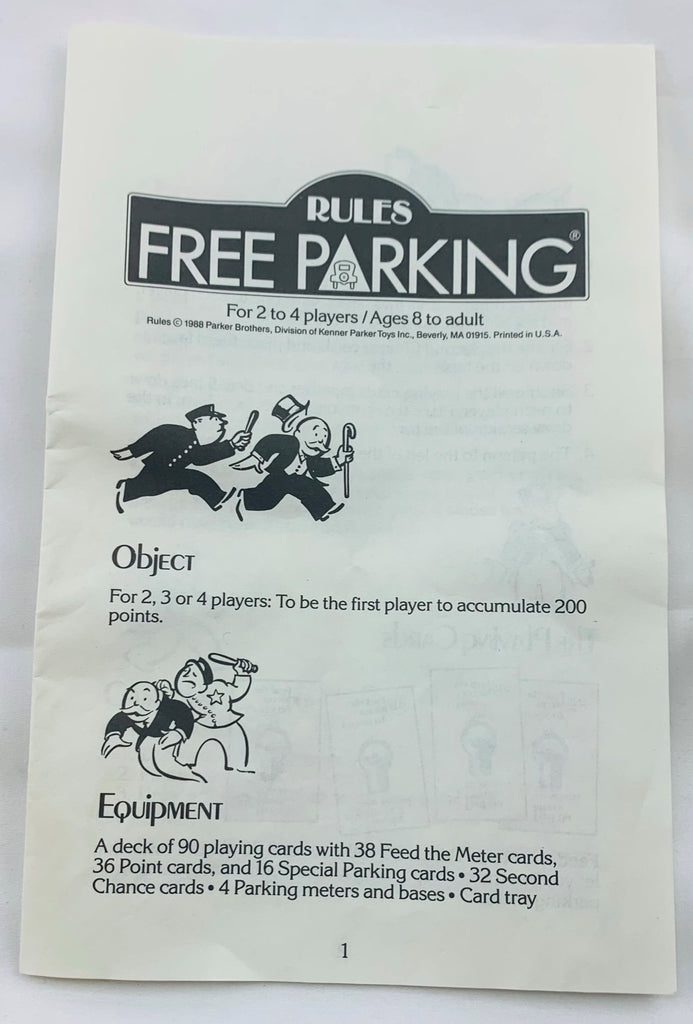 RULES
FREE PARKING®
For 2 to 4 players / Ages 8 to adult
Rules © 1988 Parker Brothers, Division of Kenner Parker Toys Inc., Beverly, MA 01915. Printed in U.S.A.
Object
For 2, 3 or 4 players: To be the first player to accumulate 200
points.
Equipment
A deck of 90 playing cards with 38 Feed the Meter cards,
36 Point cards, and 16 Special Parking cards • 32 Second
Chance cards • 4 Parking meters and bases • Card tray
1